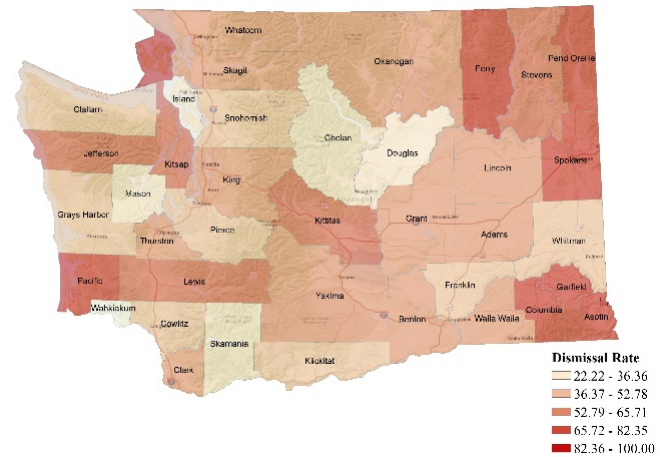 Whatcom
Okanogan
Ferry
Pend Oreille
Stevens
Skagit
Island
Clallam
Snohomish
Chelan
Douglas
Jefferson
Kitsap
Lincoln
Spokane
King
Mason
Grays Harbor
Kittitas
Grant
Adams
Thurston
Pierce
Whitman
Pacific
Lewis
Yakima
Franklin
Garfield
Columbia
Asotin
Wahkiakum
Cowlitz
Benton
Walla Walla
Skamania
Klickitat
Clark
Dismissal Rate
22.22 - 36.36
36.37 - 52.78
52.79 - 65.71
65.72 - 82.35
82.36 - 100.00